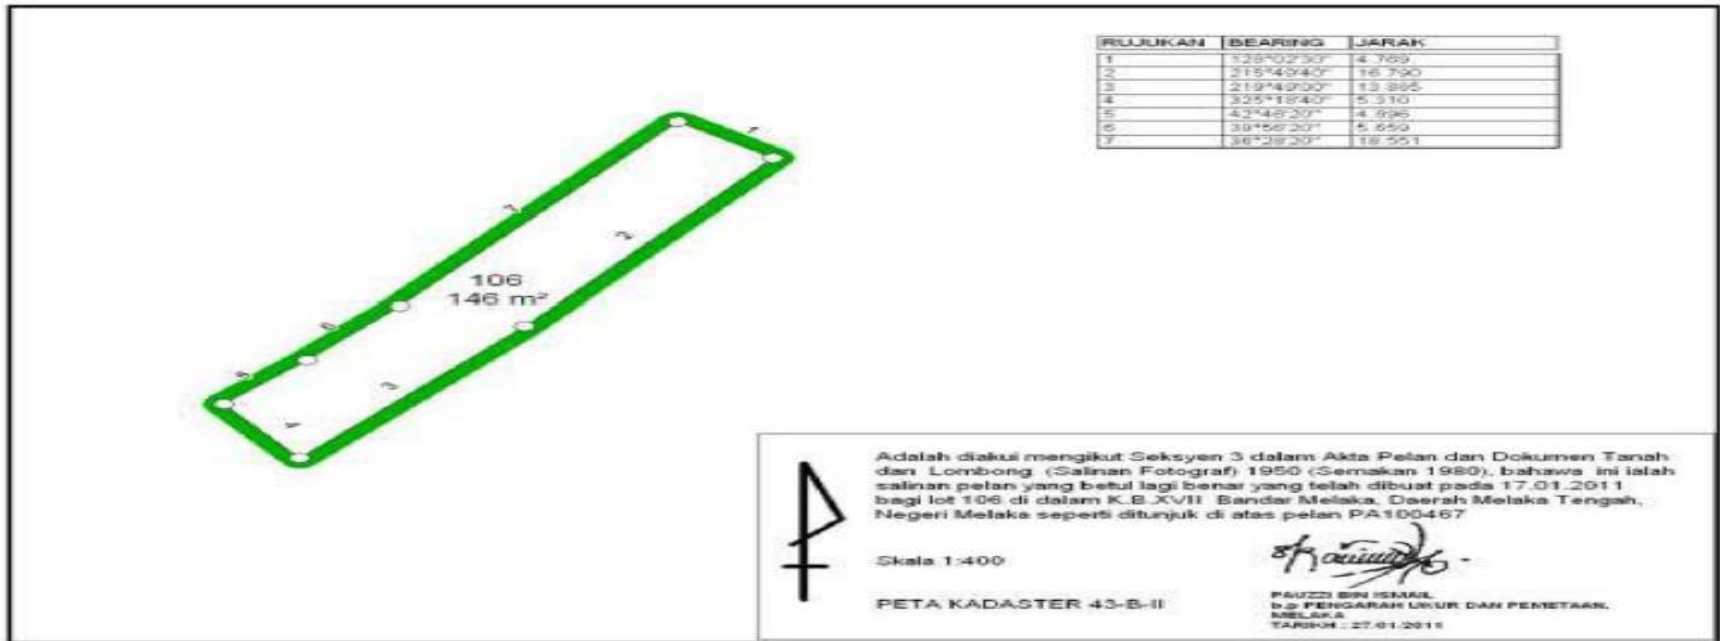 RUJUKAN BEARING JARAK
1 128°02'30" 4.769
2 215°49'40" 16.790
3 219°49'00" 13.885
4 325°18'40" 5.310
5 42°46'20" 4.896
6 39°56'20" 5.659
7 36°28'20" 18.551
1
7
2
106
146 m²
6
5
3
4
Adalah diakui mengikut Seksyen 3 dalam Akta Pelan dan Dokumen Tanah
dan Lombong (Salinan Fotograf) 1950 (Semakan 1980), bahawa ini ialah
salinan pelan yang betul lagi benar yang telah dibuat pada 17.01.2011
bagi lot 106 di dalam K.B.XVII Bandar Melaka, Daerah Melaka Tengah,
Negeri Melaka seperti ditunjuk di atas pelan PA100467
Skala 1:400
PETA KADASTER 43-B-II
PAUZZI BIN ISMAIL
b.p PENGARAH UKUR DAN PEMETAAN,
MELAKA
TARIKH : 27.01.2011